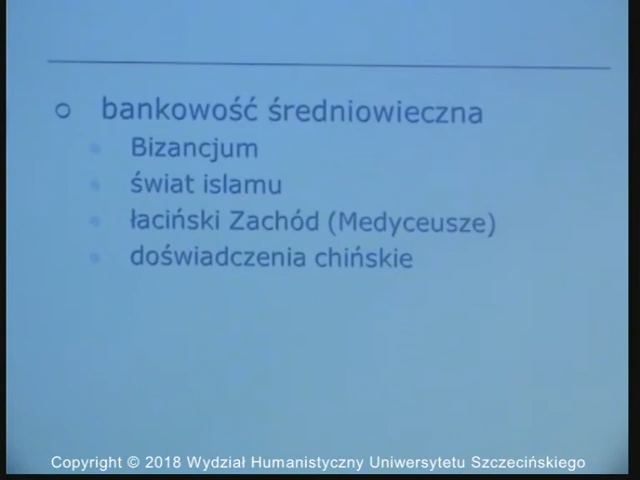 bankowość średniowieczna
Bizancjum
świat islamu
łaciński Zachód (Medyceusze)
doświadczenia chińskie
Copyright © 2018 Wydział Humanistyczny Uniwersytetu Szczecińskiego